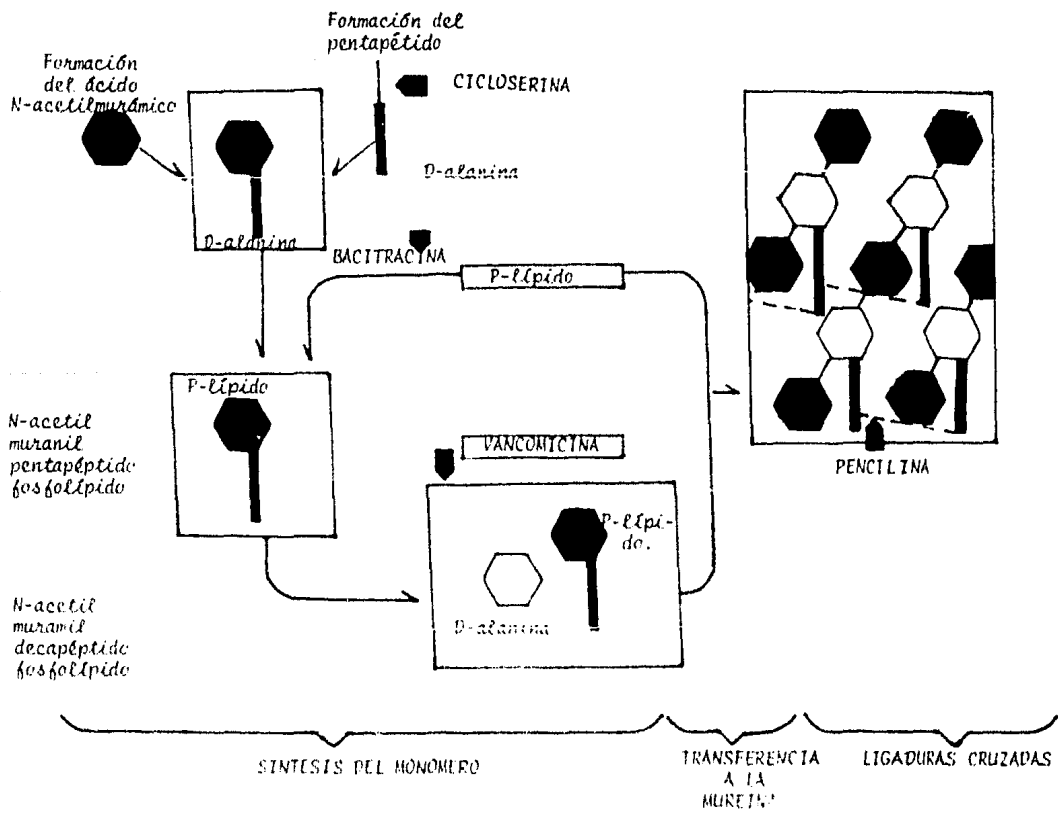 Formación del
pentapétido
Formación
del ácido
N-acetilmurámico
CICLOSERINA
D-alanina
D-alanina
BACITRACINA
P-lípido
P-lípido
N-acetil
muranil
pentapéptido
fosfolípido
VANCOMICINA
PENCILINA
P-lípi-
do.
D-alanina
N-acetil
muramil
decapéptido
fosfolípido
SINTESIS DEL MONOMERO
TRANSFERENCIA
A LA
LIGADURAS CRUZADAS